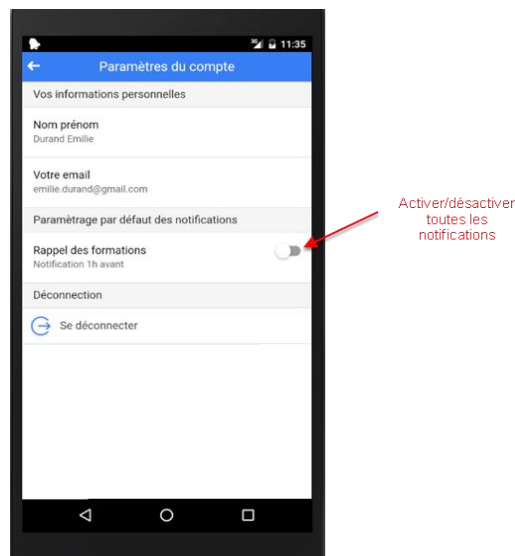 3G 11:35
Paramètres du compte
Vos informations personnelles
Nom prénom
Durand Emilie
Votre email
emilie.durand@gmail.com
Paramètrage par défaut des notifications
Rappel des formations
Notification 1h avant
Déconnection
Se déconnecter
Activer/désactiver
toutes les
notifications